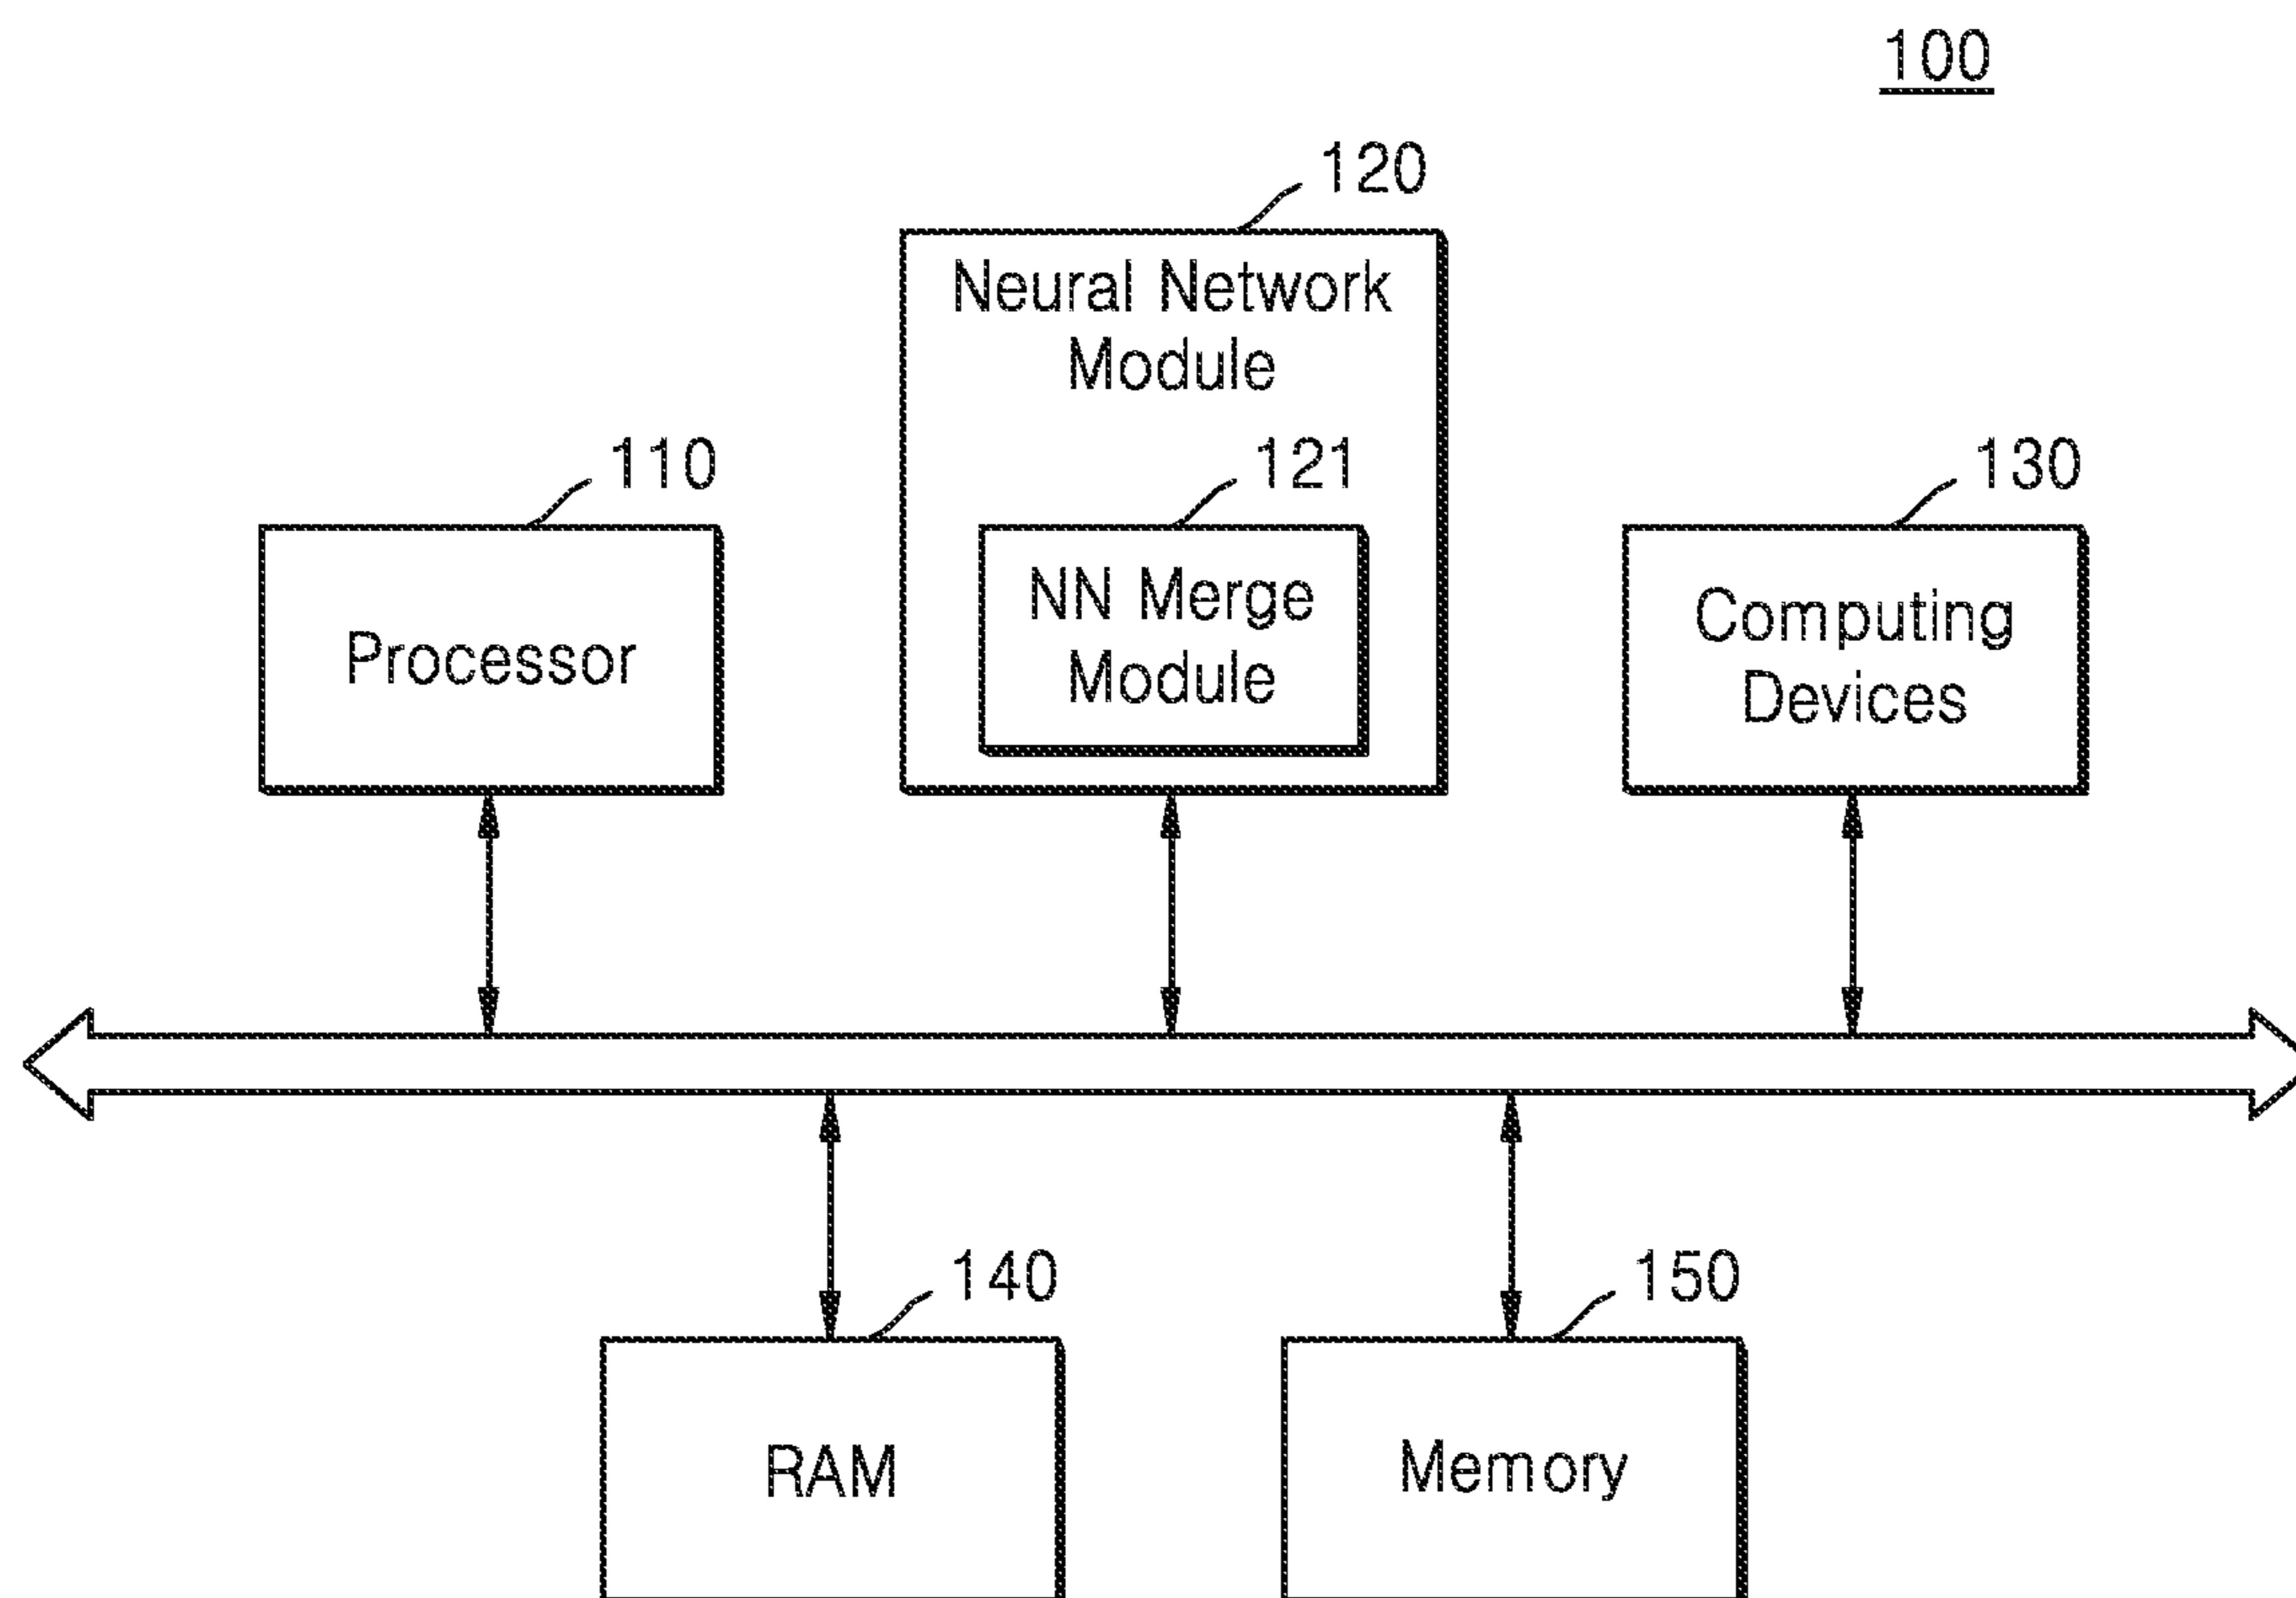 100
120
Neural Network
Module
110
121
130
Processor
NN Merge
Module
Computing
Devices
140
150
RAM
Memory